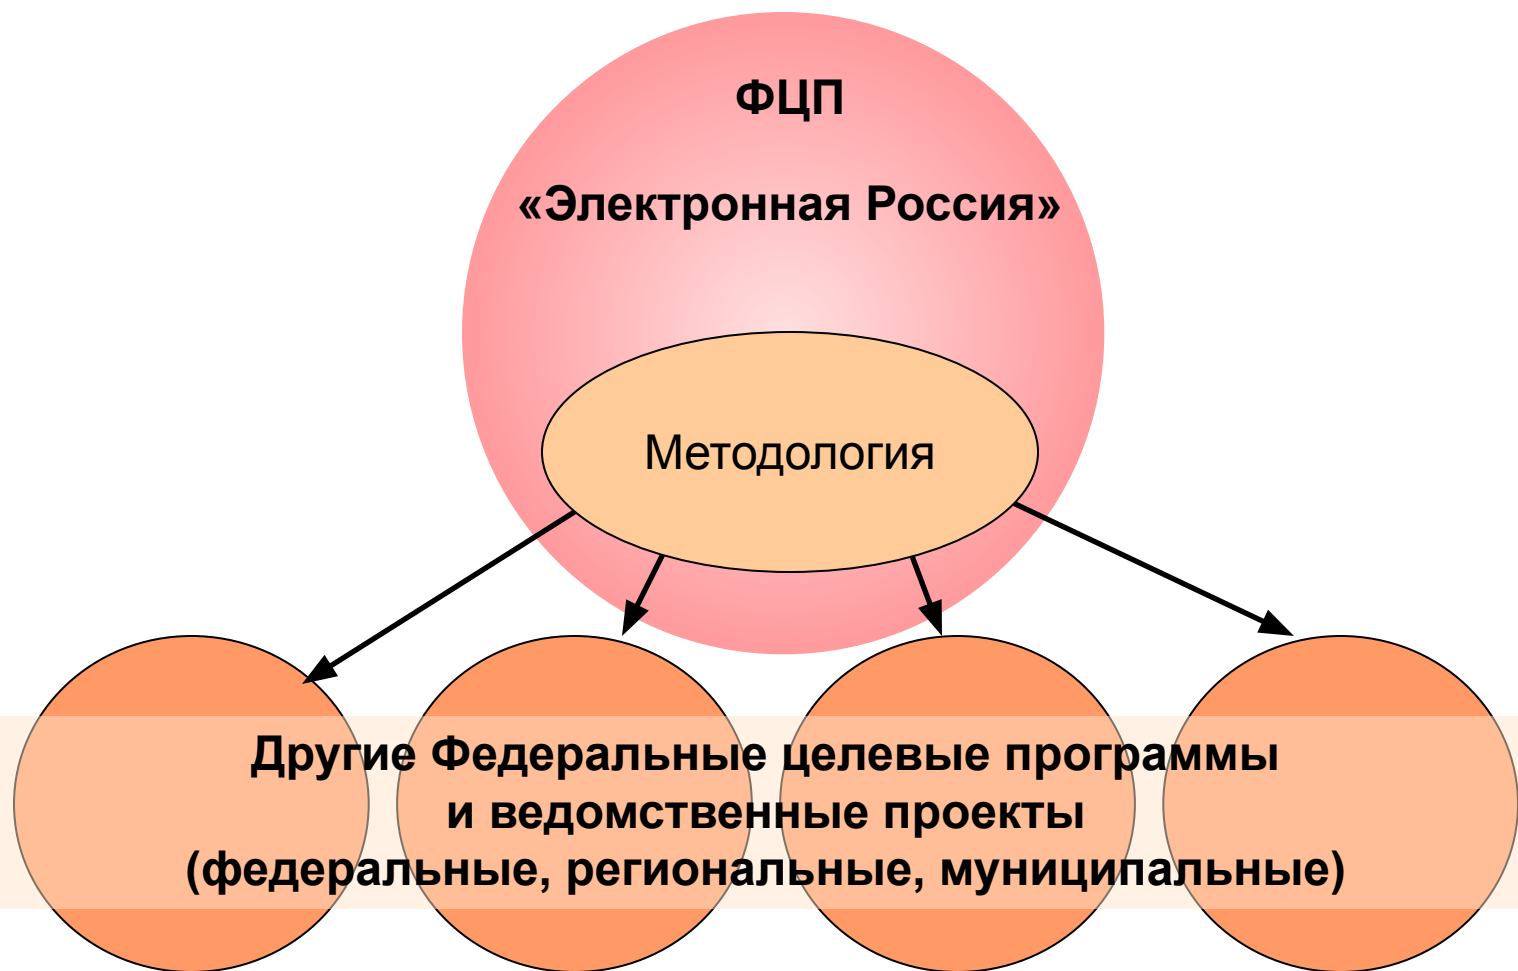 ФЦП
«Электронная Россия»
Методология
Другие Федеральные целевые программы
и ведомственные проекты
(федеральные, региональные, муниципальные)